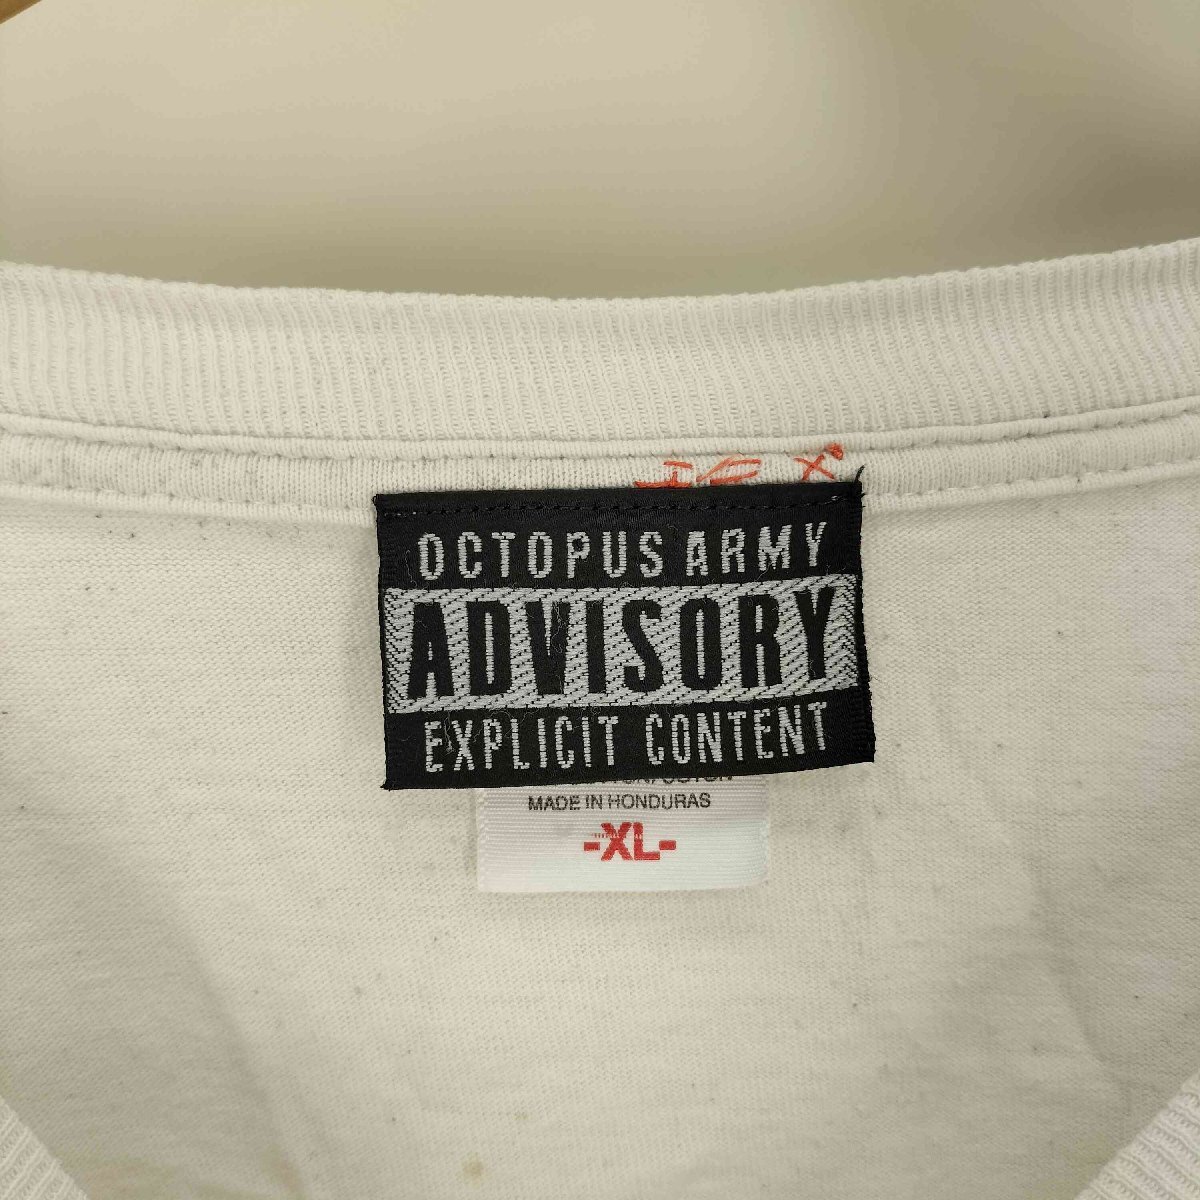 OCTOPUS ARMY
ADVISORY
EXPLICIT CONTENT
MADE IN HONDURAS
-XL-